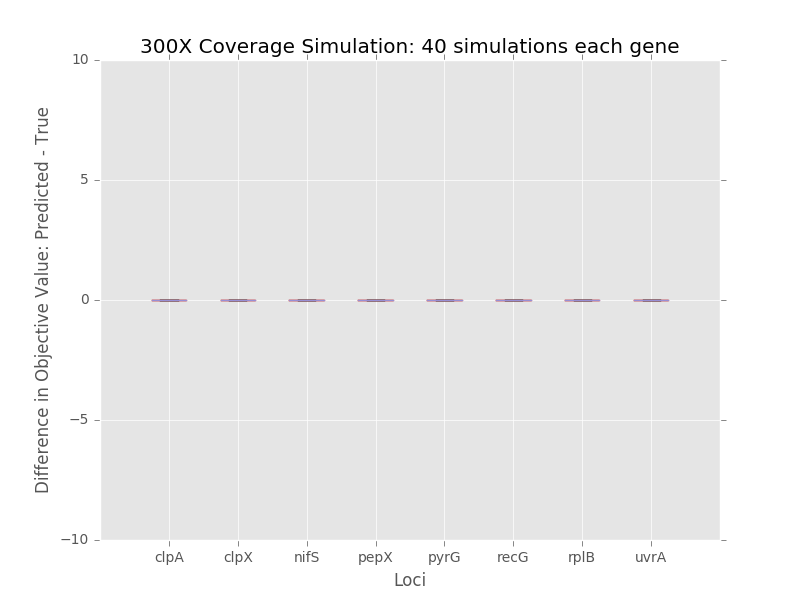 300X Coverage Simulation: 40 simulations each gene
Difference in Objective Value: Predicted - True
10
5
0
−5
−10
clpA clpX nifS pepX pyrG recG rplB uvrA
Loci